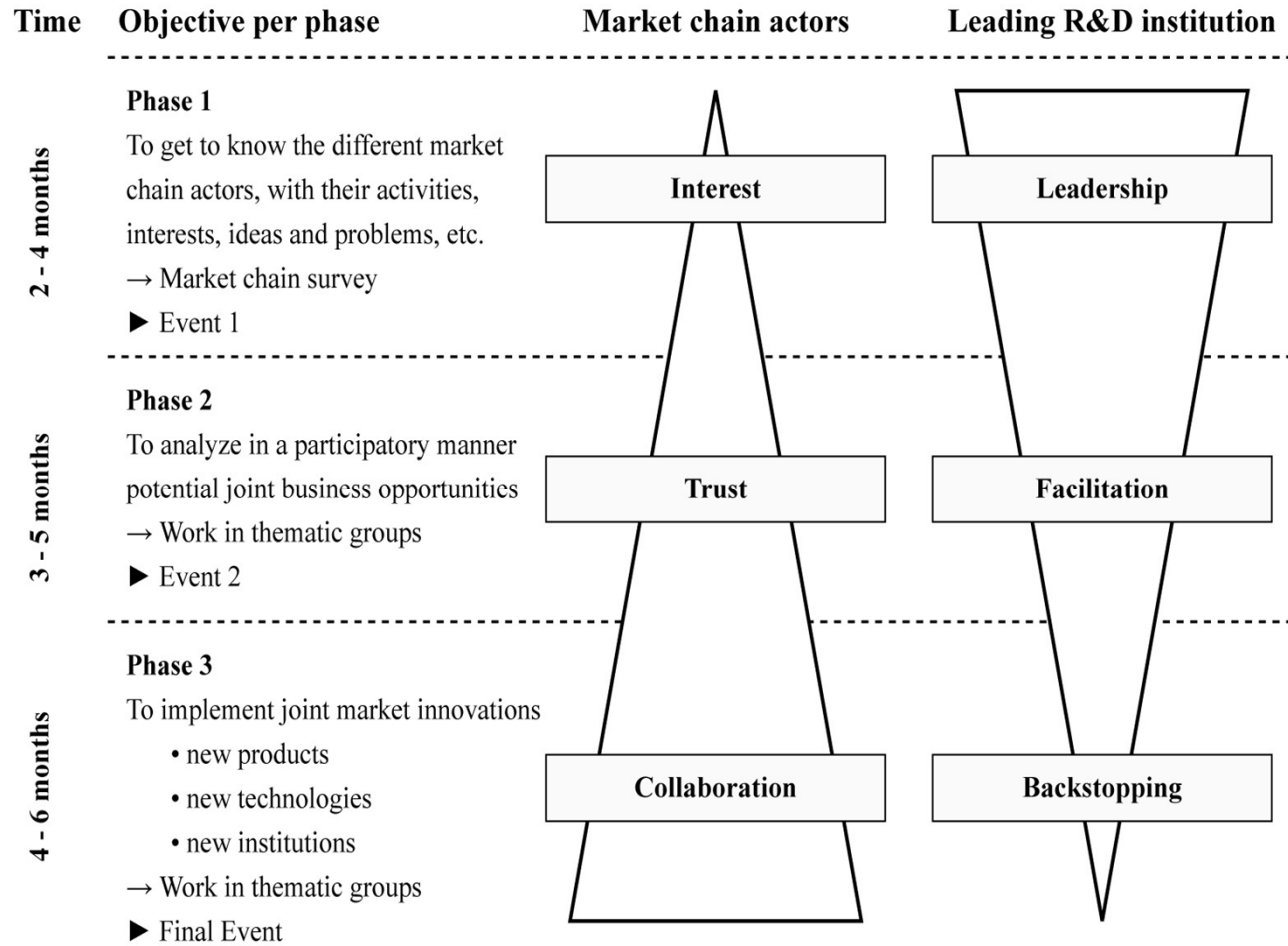 Time Objective per phase Market chain actors Leading R&D institution
2 - 4 months
Phase 1
To get to know the different market
chain actors, with their activities,
interests, ideas and problems, etc.
→ Market chain survey
▶ Event 1
Interest
Leadership
3 - 5 months
Phase 2
To analyze in a participatory manner
potential joint business opportunities
→ Work in thematic groups
▶ Event 2
Trust
Facilitation
4 - 6 months
Phase 3
To implement joint market innovations
• new products
• new technologies
• new institutions
→ Work in thematic groups
▶ Final Event
Collaboration
Backstopping